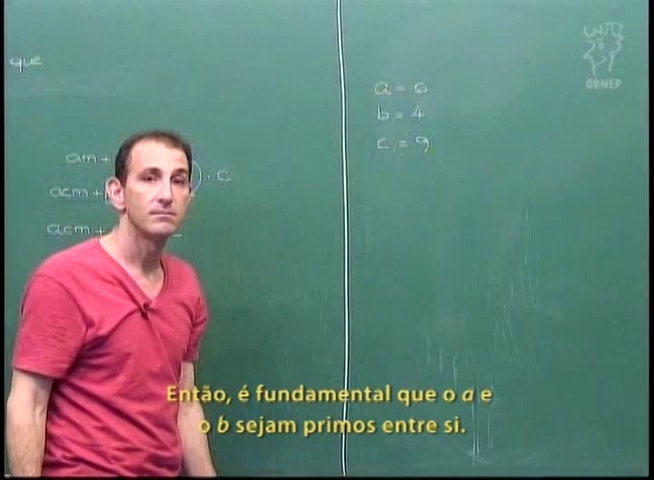 que
am +
) · c
acm +
acm +
a = 6
b = 4
c = 9
OBMEP
Então, é fundamental que o a e
o b sejam primos entre si.